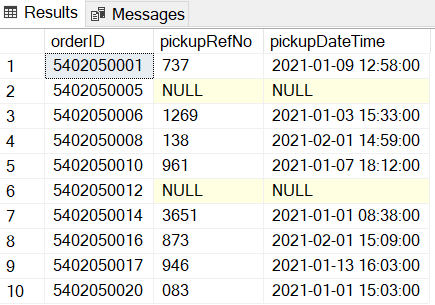 Results Messages
orderID pickupRefNo pickupDateTime
1 5402050001 737 2021-01-09 12:58:00
2 5402050005 NULL NULL
3 5402050006 1269 2021-01-03 15:33:00
4 5402050008 138 2021-02-01 14:59:00
5 5402050010 961 2021-01-07 18:12:00
6 5402050012 NULL NULL
7 5402050014 3651 2021-01-01 08:38:00
8 5402050016 873 2021-02-01 15:09:00
9 5402050017 946 2021-01-13 16:03:00
10 5402050020 083 2021-01-01 15:03:00